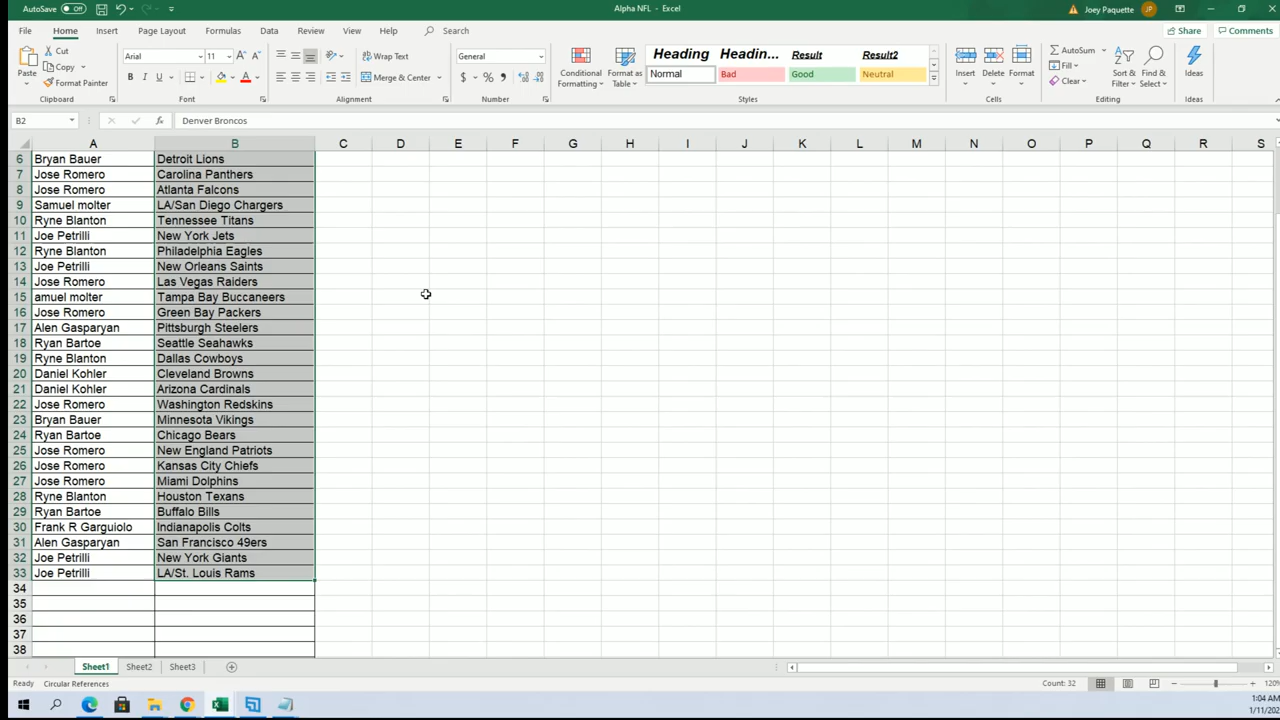 AutoSave Off Alpha NFL - Excel Joey Paquette JP
File Home Insert Page Layout Formulas Data Review View Help Search Share Comments
Cut Arial 11 Wrap Text General Heading Headin... Result Result2 AutoSum
Copy Fill
Paste Format Painter B I U Merge & Center $ % Conditional Formatting Format as Table Normal Bad Good Neutral Insert Delete Format Clear Sort & Filter Find & Select Ideas
Clipboard Font Alignment Number Styles Cells Editing Ideas
B2 Denver Broncos
A B C D E F G H I J K L M N O P Q R S
6 Bryan Bauer Detroit Lions
7 Jose Romero Carolina Panthers
8 Jose Romero Atlanta Falcons
9 Samuel molter LA/San Diego Chargers
10 Ryne Blanton Tennessee Titans
11 Joe Petrilli New York Jets
12 Ryne Blanton Philadelphia Eagles
13 Joe Petrilli New Orleans Saints
14 Jose Romero Las Vegas Raiders
15 amuel molter Tampa Bay Buccaneers
16 Jose Romero Green Bay Packers
17 Alen Gasparyan Pittsburgh Steelers
18 Ryan Bartoe Seattle Seahawks
19 Ryne Blanton Dallas Cowboys
20 Daniel Kohler Cleveland Browns
21 Daniel Kohler Arizona Cardinals
22 Jose Romero Washington Redskins
23 Bryan Bauer Minnesota Vikings
24 Ryan Bartoe Chicago Bears
25 Jose Romero New England Patriots
26 Jose Romero Kansas City Chiefs
27 Jose Romero Miami Dolphins
28 Ryne Blanton Houston Texans
29 Ryan Bartoe Buffalo Bills
30 Frank R Garguiolo Indianapolis Colts
31 Alen Gasparyan San Francisco 49ers
32 Joe Petrilli New York Giants
33 Joe Petrilli LA/St. Louis Rams
34
35
36
37
38
Sheet1 Sheet2 Sheet3
Ready Circular References Count: 32 120%
1:04 AM
1/11/202